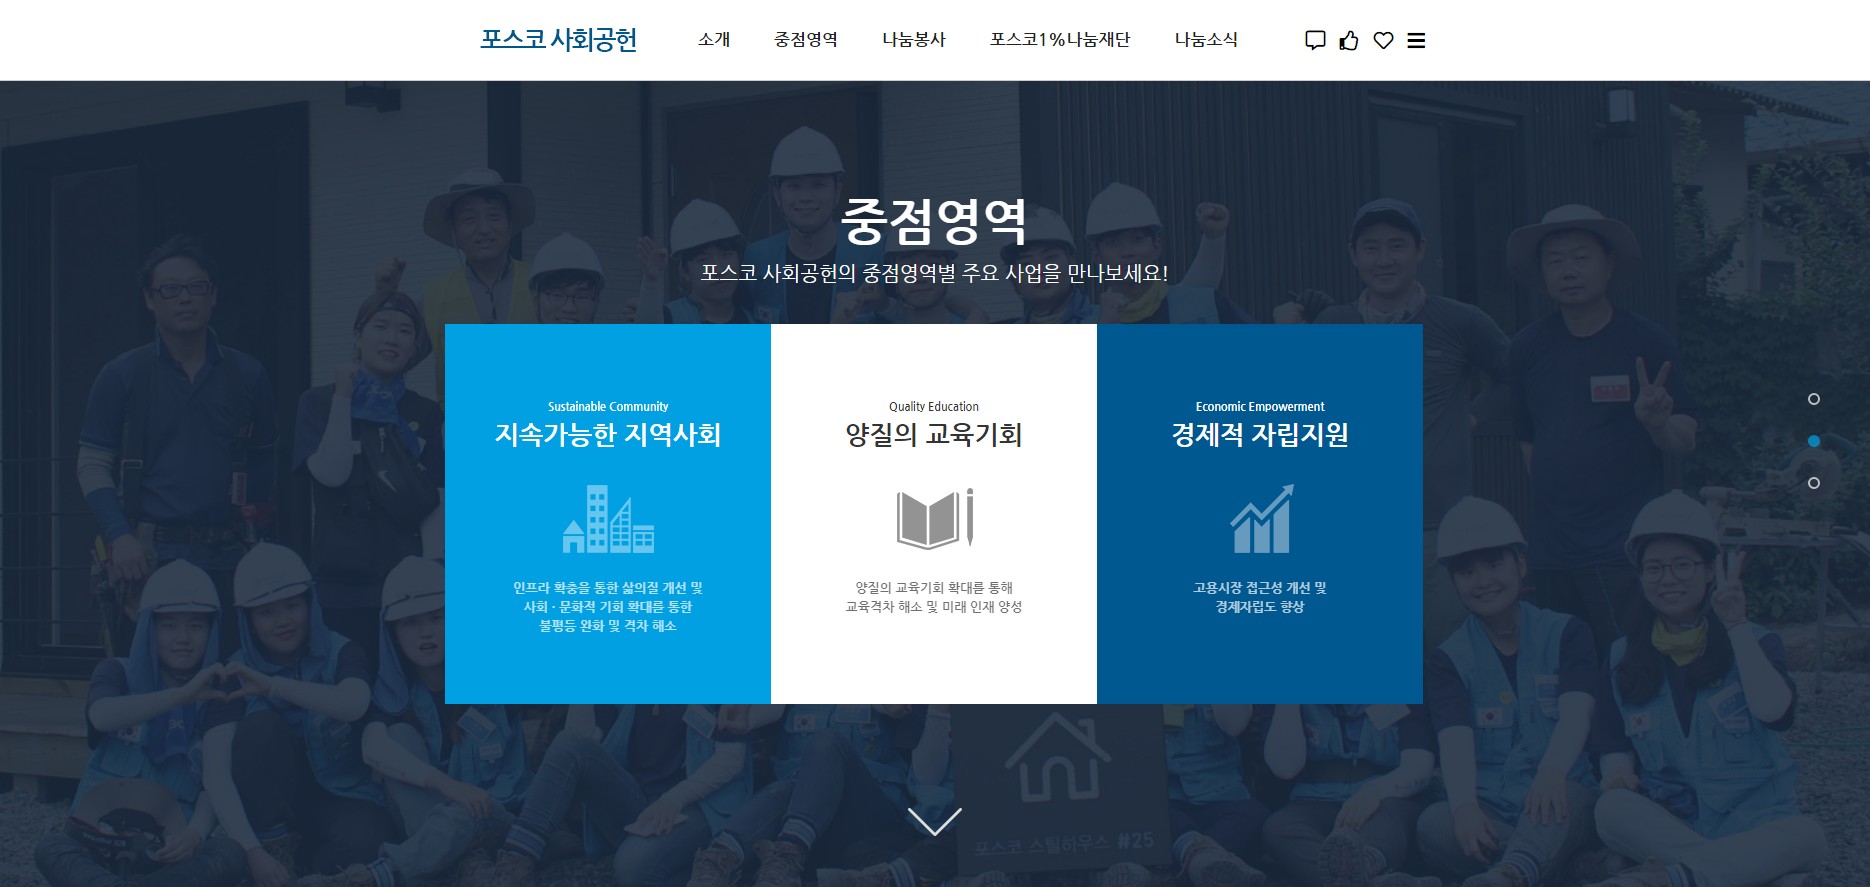 포스코 사회공헌
소개
중점영역
나눔봉사
포스코1%나눔재단
나눔소식
중점영역
포스코 사회공헌의 중점영역별 주요 사업을 만나보세요!
Sustainable Community
지속가능한 지역사회
인프라 확충을 통한 삶의질 개선 및
사회 · 문화적 기회 확대를 통한
불평등 완화 및 격차 해소
Quality Education
양질의 교육기회
양질의 교육기회 확대를 통해
교육격차 해소 및 미래 인재 양성
Economic Empowerment
경제적 자립지원
고용시장 접근성 개선 및
경제자립도 향상
포스코 스틸하우스 #25